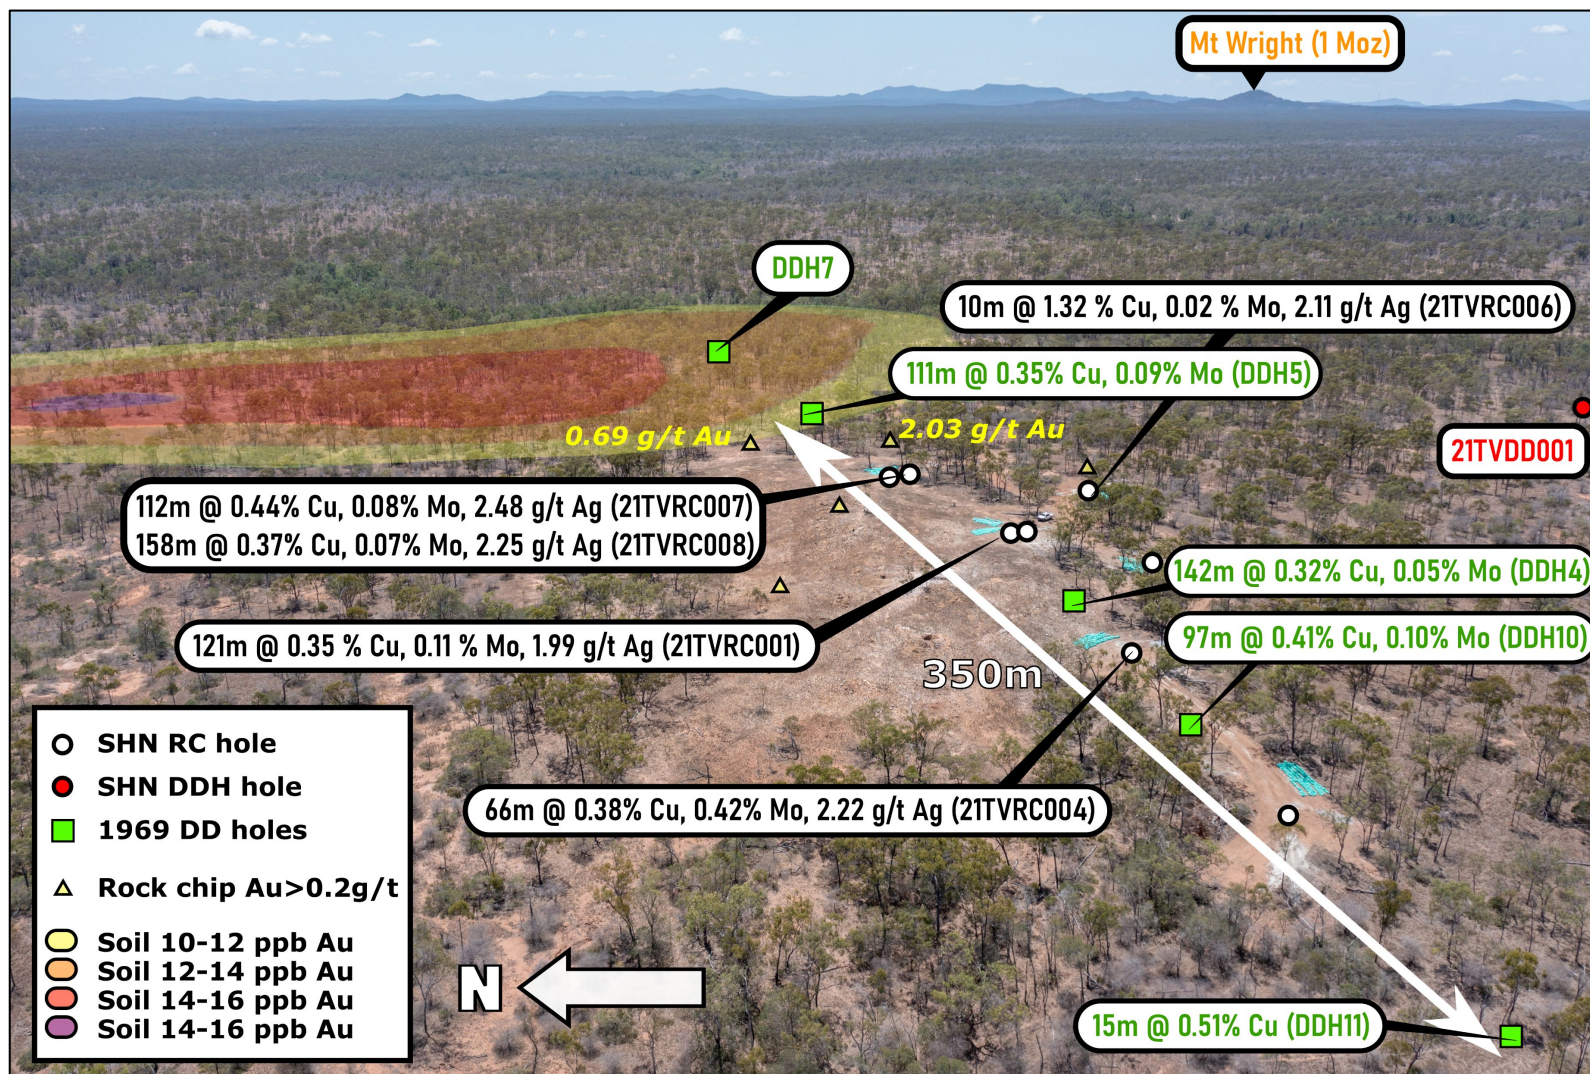 Mt Wright (1 Moz)
DDH7
10m @ 1.32 % Cu, 0.02 % Mo, 2.11 g/t Ag (21TVRC006)
111m @ 0.35% Cu, 0.09% Mo (DDH5)
0.69 g/t Au
2.03 g/t Au
21TVDD001
112m @ 0.44% Cu, 0.08% Mo, 2.48 g/t Ag (21TVRC007)
158m @ 0.37% Cu, 0.07% Mo, 2.25 g/t Ag (21TVRC008)
142m @ 0.32% Cu, 0.05% Mo (DDH4)
97m @ 0.41% Cu, 0.10% Mo (DDH10)
121m @ 0.35 % Cu, 0.11 % Mo, 1.99 g/t Ag (21TVRC001)
350m
66m @ 0.38% Cu, 0.42% Mo, 2.22 g/t Ag (21TVRC004)
SHN RC hole
SHN DDH hole
1969 DD holes
Rock chip Au>0.2g/t
Soil 10-12 ppb Au
Soil 12-14 ppb Au
Soil 14-16 ppb Au
Soil 14-16 ppb Au
N
15m @ 0.51% Cu (DDH11)